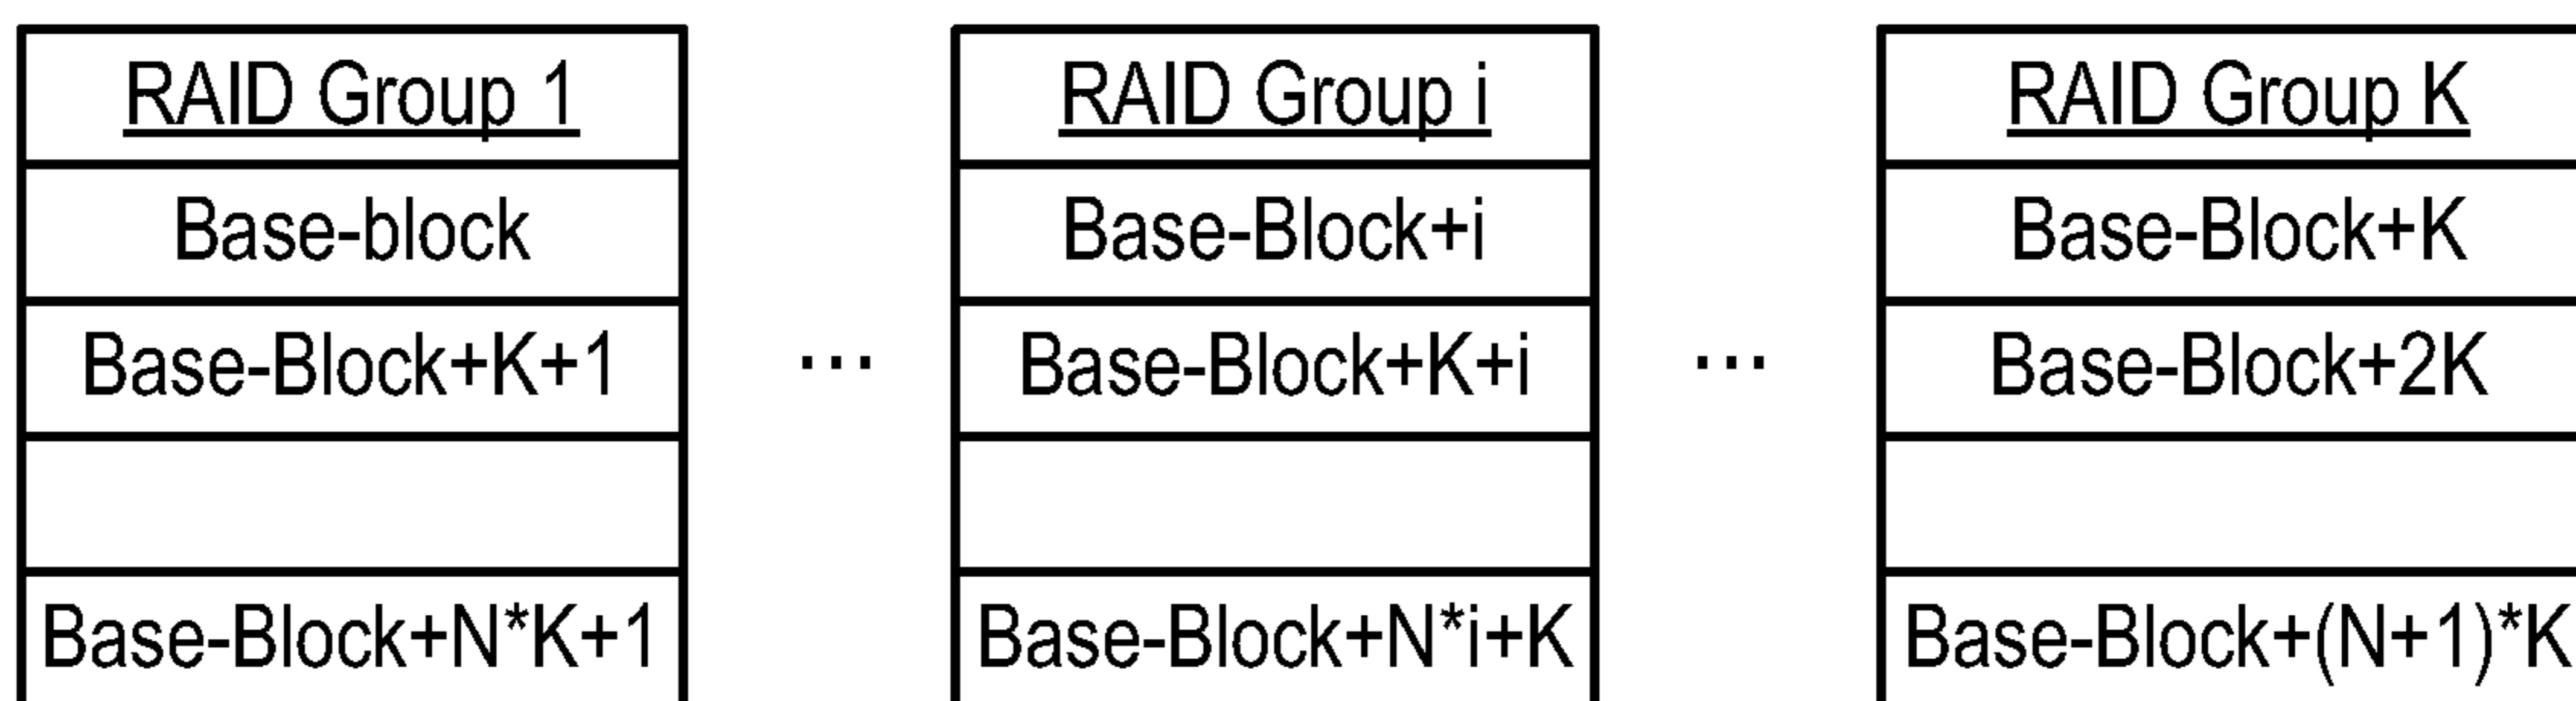 RAID Group 1
Base-block
Base-Block+K+1
Base-Block+N*K+1
...
RAID Group i
Base-Block+i
Base-Block+K+i
Base-Block+N*i+K
...
RAID Group K
Base-Block+K
Base-Block+2K
Base-Block+(N+1)*K